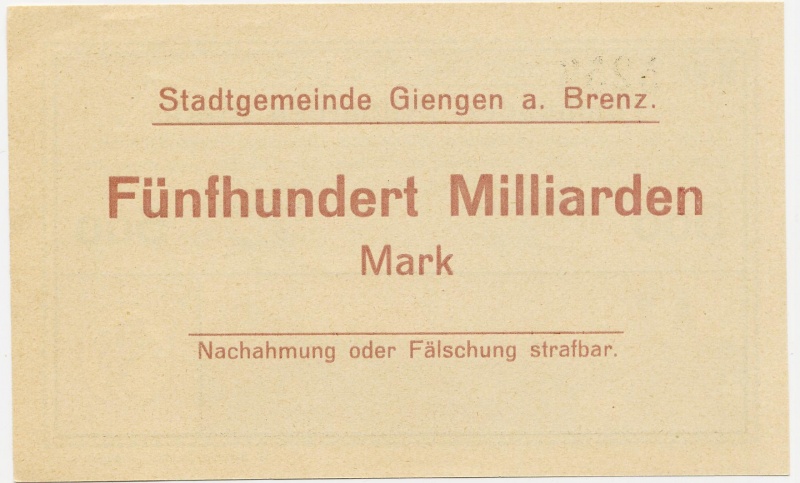 Stadtgemeinde Giengen a. Brenz.
Fünfhundert Milliarden
Mark
Nachahmung oder Fälschung strafbar.